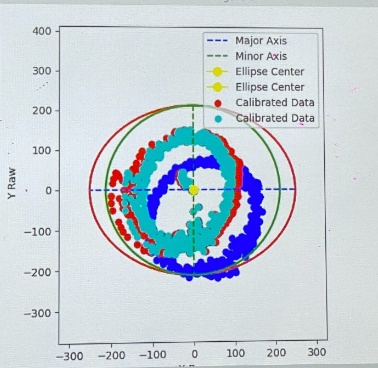 Major Axis
Minor Axis
Ellipse Center
Ellipse Center
Calibrated Data
Calibrated Data
400
300
200
100
0
−100
−200
−300
Y Raw
−300
−200
−100
0
100
200
300